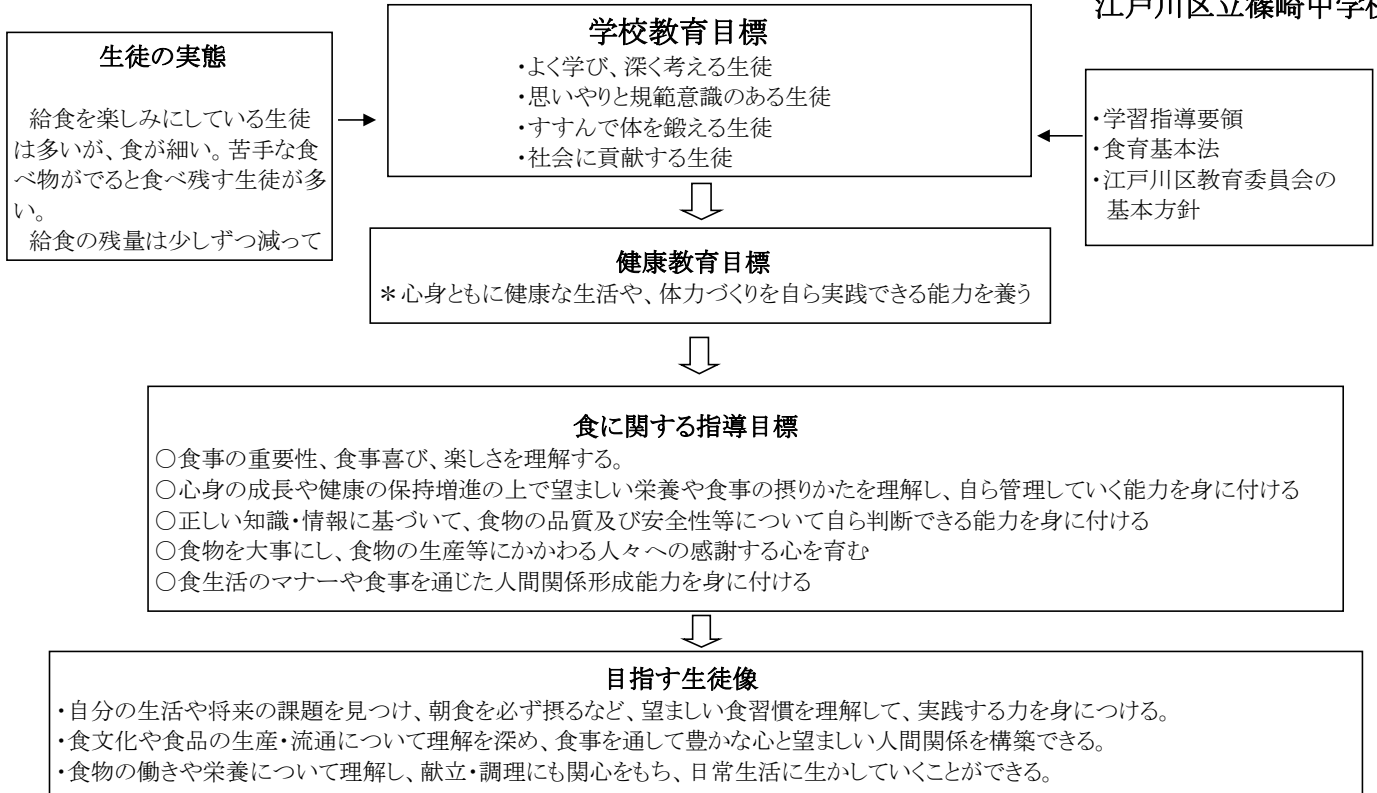 江戸川区立篠崎中学校
生徒の実態
給食を楽しみにしている生徒
は多いが、食が細い。苦手な食
べ物がでると食べ残す生徒が多
い。
給食の残量は少しずつ減って
学校教育目標
・よく学び、深く考える生徒
・思いやりと規範意識のある生徒
・すすんで体を鍛える生徒
・社会に貢献する生徒
・学習指導要領
・食育基本法
・江戸川区教育委員会の
基本方針
健康教育目標
＊心身ともに健康な生活や、体力づくりを自ら実践できる能力を養う
食に関する指導目標
○食事の重要性、食事喜び、楽しさを理解する。
○心身の成長や健康の保持増進の上で望ましい栄養や食事の摂りかたを理解し、自ら管理していく能力を身に付ける
○正しい知識・情報に基づいて、食物の品質及び安全性等について自ら判断できる能力を身に付ける
○食物を大事にし、食物の生産等にかかわる人々への感謝する心を育む
○食生活のマナーや食事を通じた人間関係形成能力を身に付ける
目指す生徒像
・自分の生活や将来の課題を見つけ、朝食を必ず摂るなど、望ましい食習慣を理解して、実践する力を身につける。
・食文化や食品の生産・流通について理解を深め、食事を通して豊かな心と望ましい人間関係を構築できる。
・食物の働きや栄養について理解し、献立・調理にも関心をもち、日常生活に生かしていくことができる。